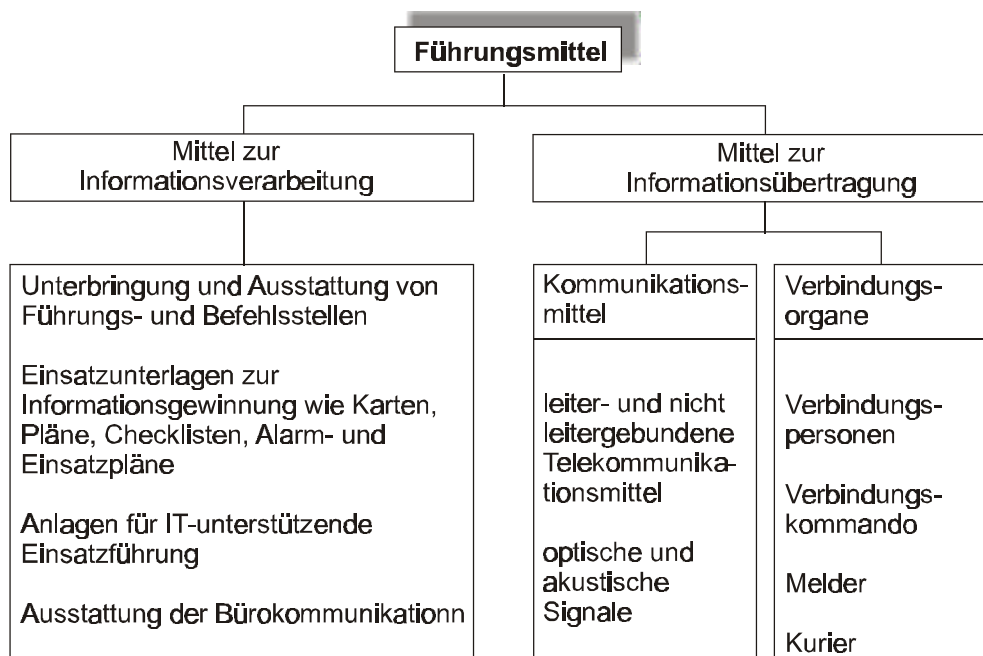 Führungsmittel
Mittel zur
Informationsverarbeitung
Mittel zur
Informationsübertragung
Unterbringung und Ausstattung von
Führungs- und Befehlsstellen
Einsatzunterlagen zur
Informationsgewinnung wie Karten,
Pläne, Checklisten, Alarm- und
Einsatzpläne
Anlagen für IT-unterstützende
Einsatzführung
Ausstattung der Bürokommunikationn
Kommunikations-
mittel
leiter- und nicht
leitergebundene
Telekommunika-
tionsmittel
optische und
akustische
Signale
Verbindungs-
organe
Verbindungs-
personen
Verbindungs-
kommando
Melder
Kurier